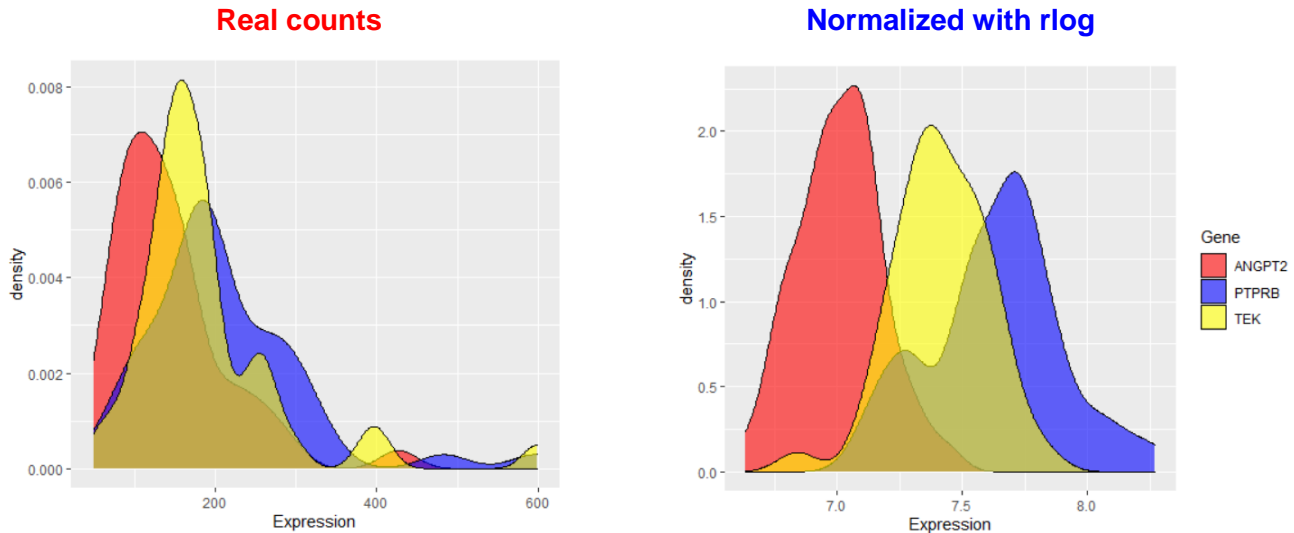 Real counts
Normalized with rlog
0.008
0.006
0.004
0.002
0.000
density
200
400
600
Expression
2.0
1.5
1.0
0.5
0.0
density
7.0
7.5
8.0
Expression
Gene
ANGPT2
PTPRB
TEK